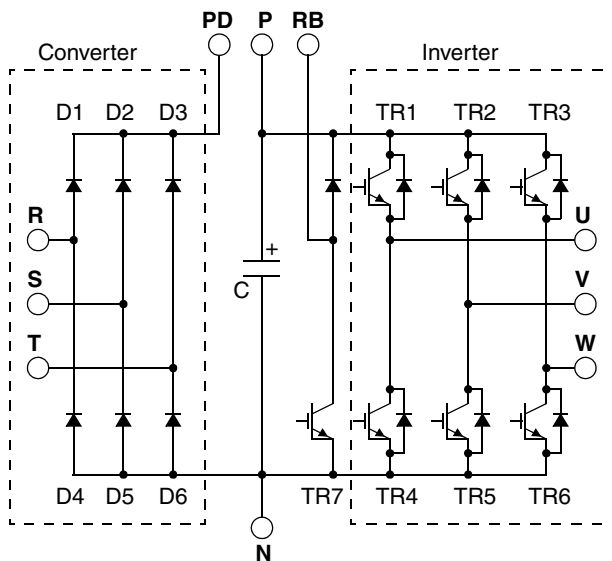 PD P RB
Converter Inverter
D1 D2 D3 TR1 TR2 TR3
R U
+
S C V
T W
D4 D5 D6 TR7 TR4 TR5 TR6
N